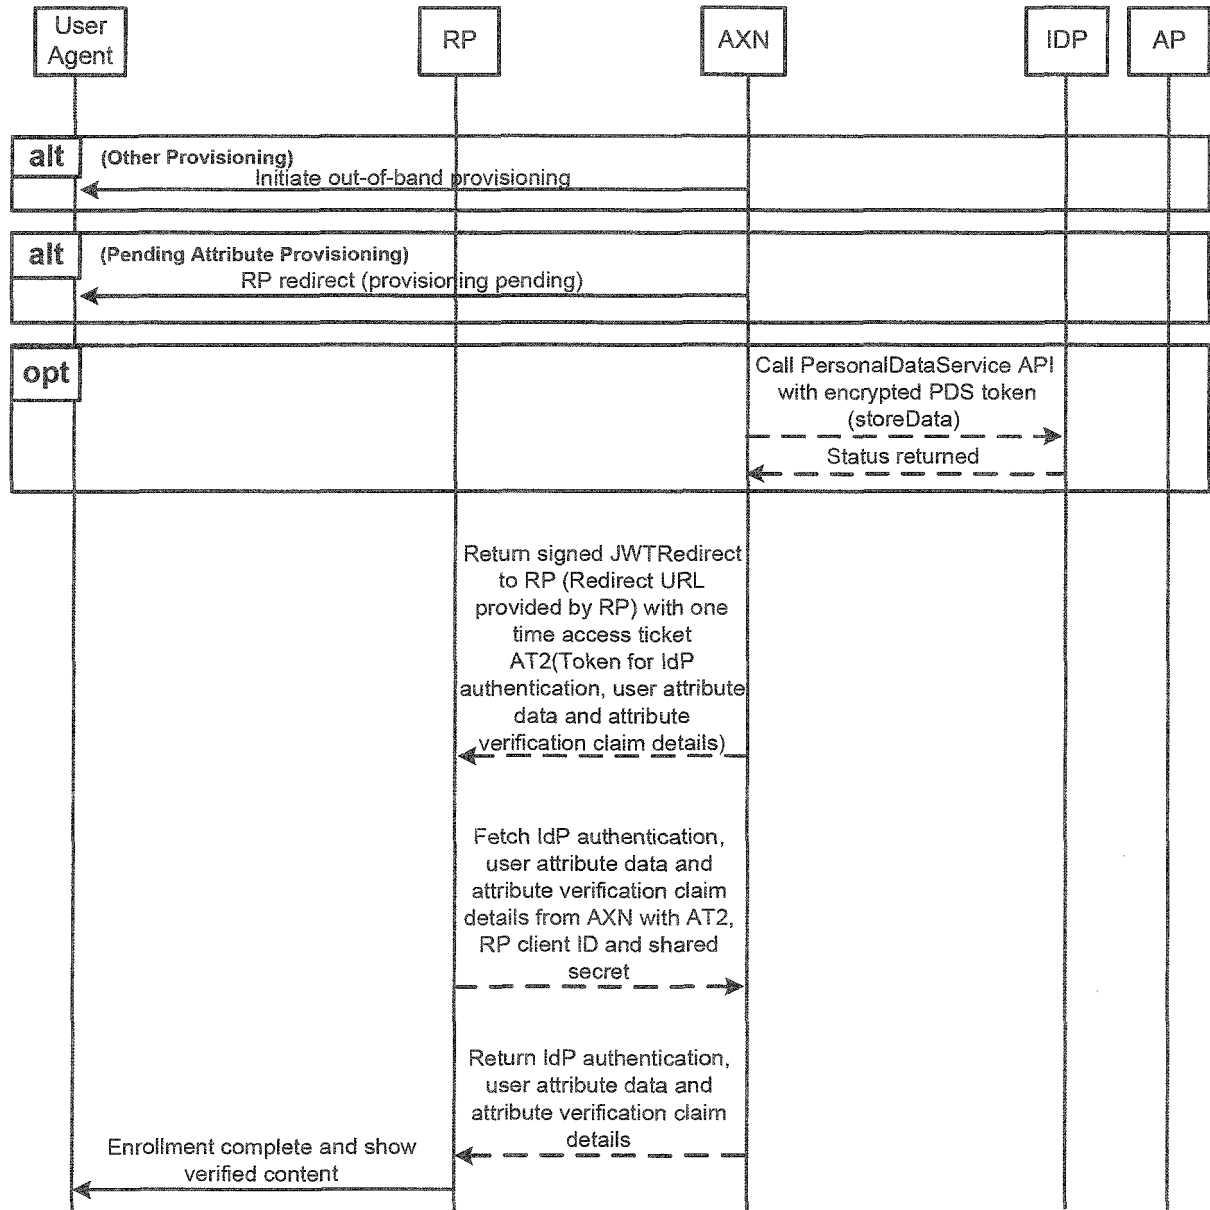 User
Agent
RP
AXN
IDP
AP
alt
(Other Provisioning)
Initiate out-of-band provisioning
alt
(Pending Attribute Provisioning)
RP redirect (provisioning pending)
opt
Call PersonalDataService API
with encrypted PDS token
(storeData)
Status returned
Return signed JWTRedirect
to RP (Redirect URL
provided by RP) with one
time access ticket
AT2(Token for IdP
authentication, user attribute
data and attribute
verification claim details)
Fetch IdP authentication,
user attribute data and
attribute verification claim
details from AXN with AT2,
RP client ID and shared
secret
Return IdP authentication,
user attribute data and
attribute verification claim
details
Enrollment complete and show
verified content